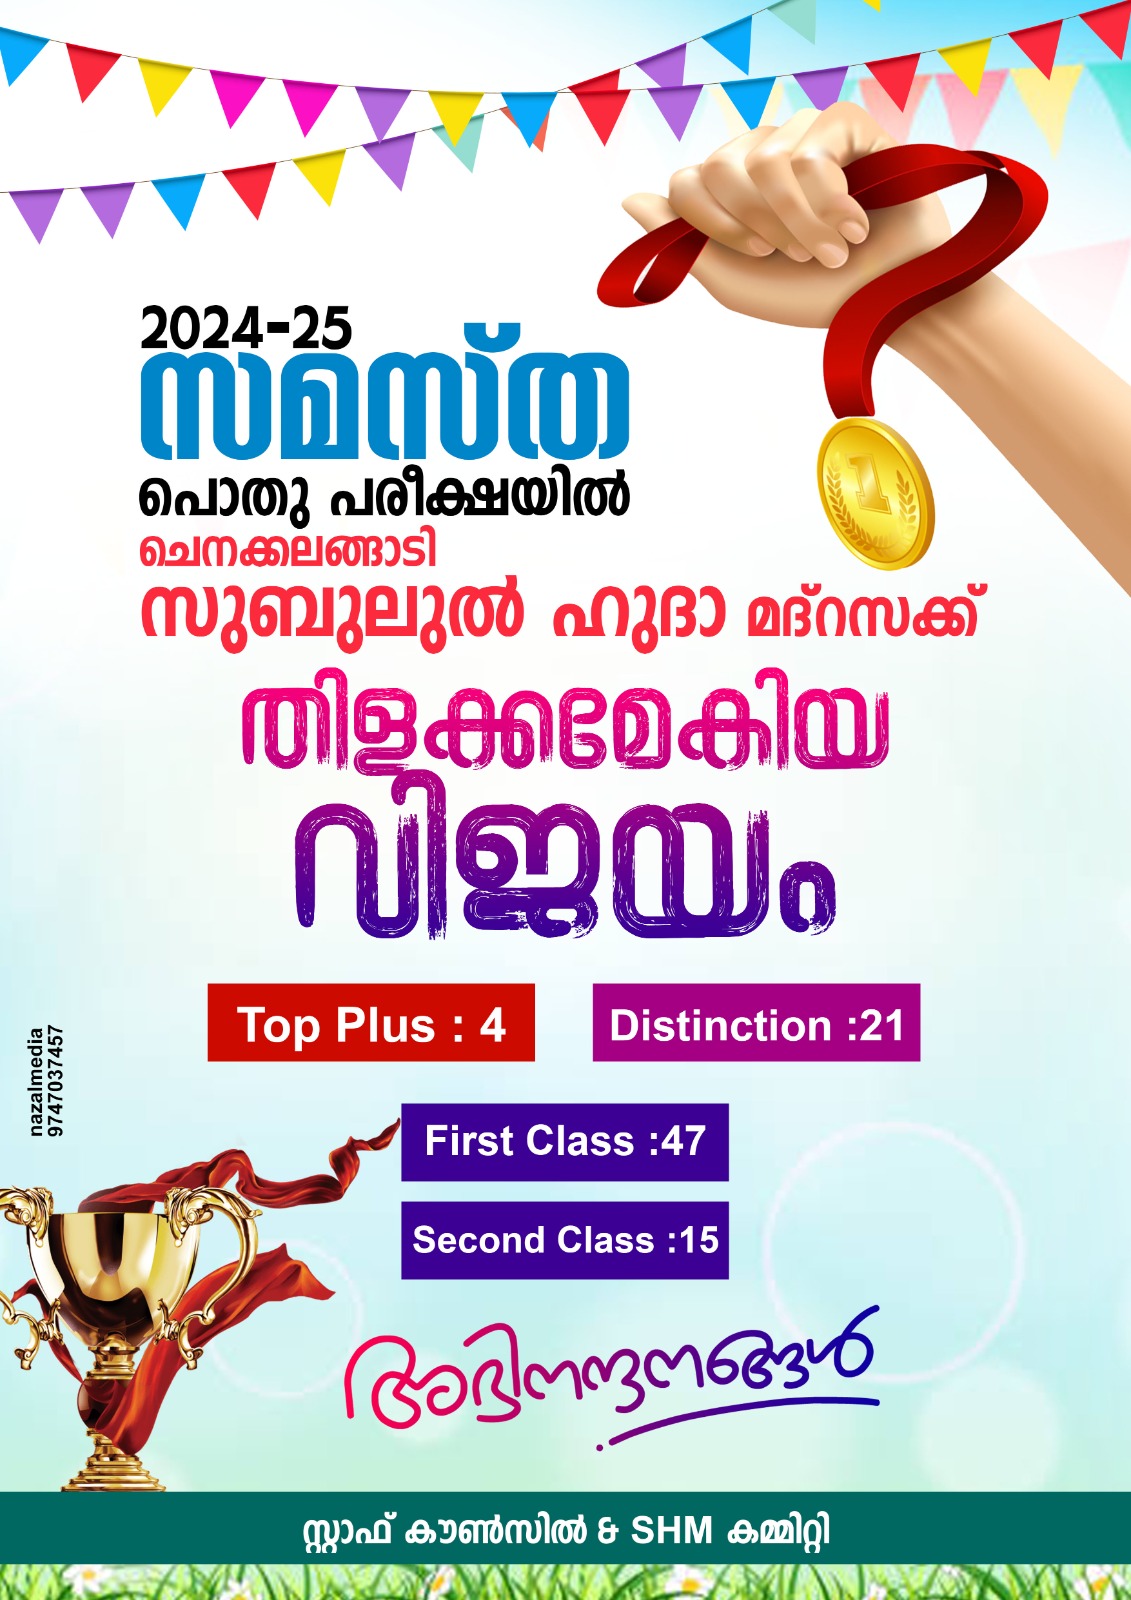 2024-25
സമസ്ത
പൊതു പരീക്ഷയിൽ
ചെനക്കലങ്ങാടി
സുബുലുൽ ഹുദാ മദ്റസക്ക്
തിളക്കമേകിയ
വിജയം
Top Plus : 4
Distinction :21
First Class :47
Second Class :15
അഭിനന്ദനങ്ങൾ
സ്റ്റാഫ് കൗൺസിൽ & SHM കമ്മിറ്റി
nazalmedia
9747037457
1